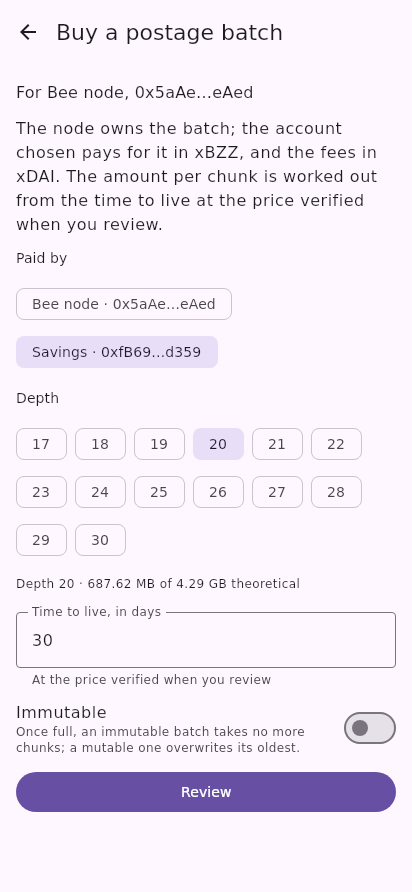 Buy a postage batch
For Bee node, 0x5aAe…eAed
The node owns the batch; the account
chosen pays for it in xBZZ, and the fees in
xDAI. The amount per chunk is worked out
from the time to live at the price verified
when you review.
Paid by
Bee node · 0x5aAe…eAed
Savings · 0xfB69…d359
Depth
17 18 19 20 21 22
23 24 25 26 27 28
29 30
Depth 20 · 687.62 MB of 4.29 GB theoretical
Time to live, in days
30
At the price verified when you review
Immutable
Once full, an immutable batch takes no more
chunks; a mutable one overwrites its oldest.
Review